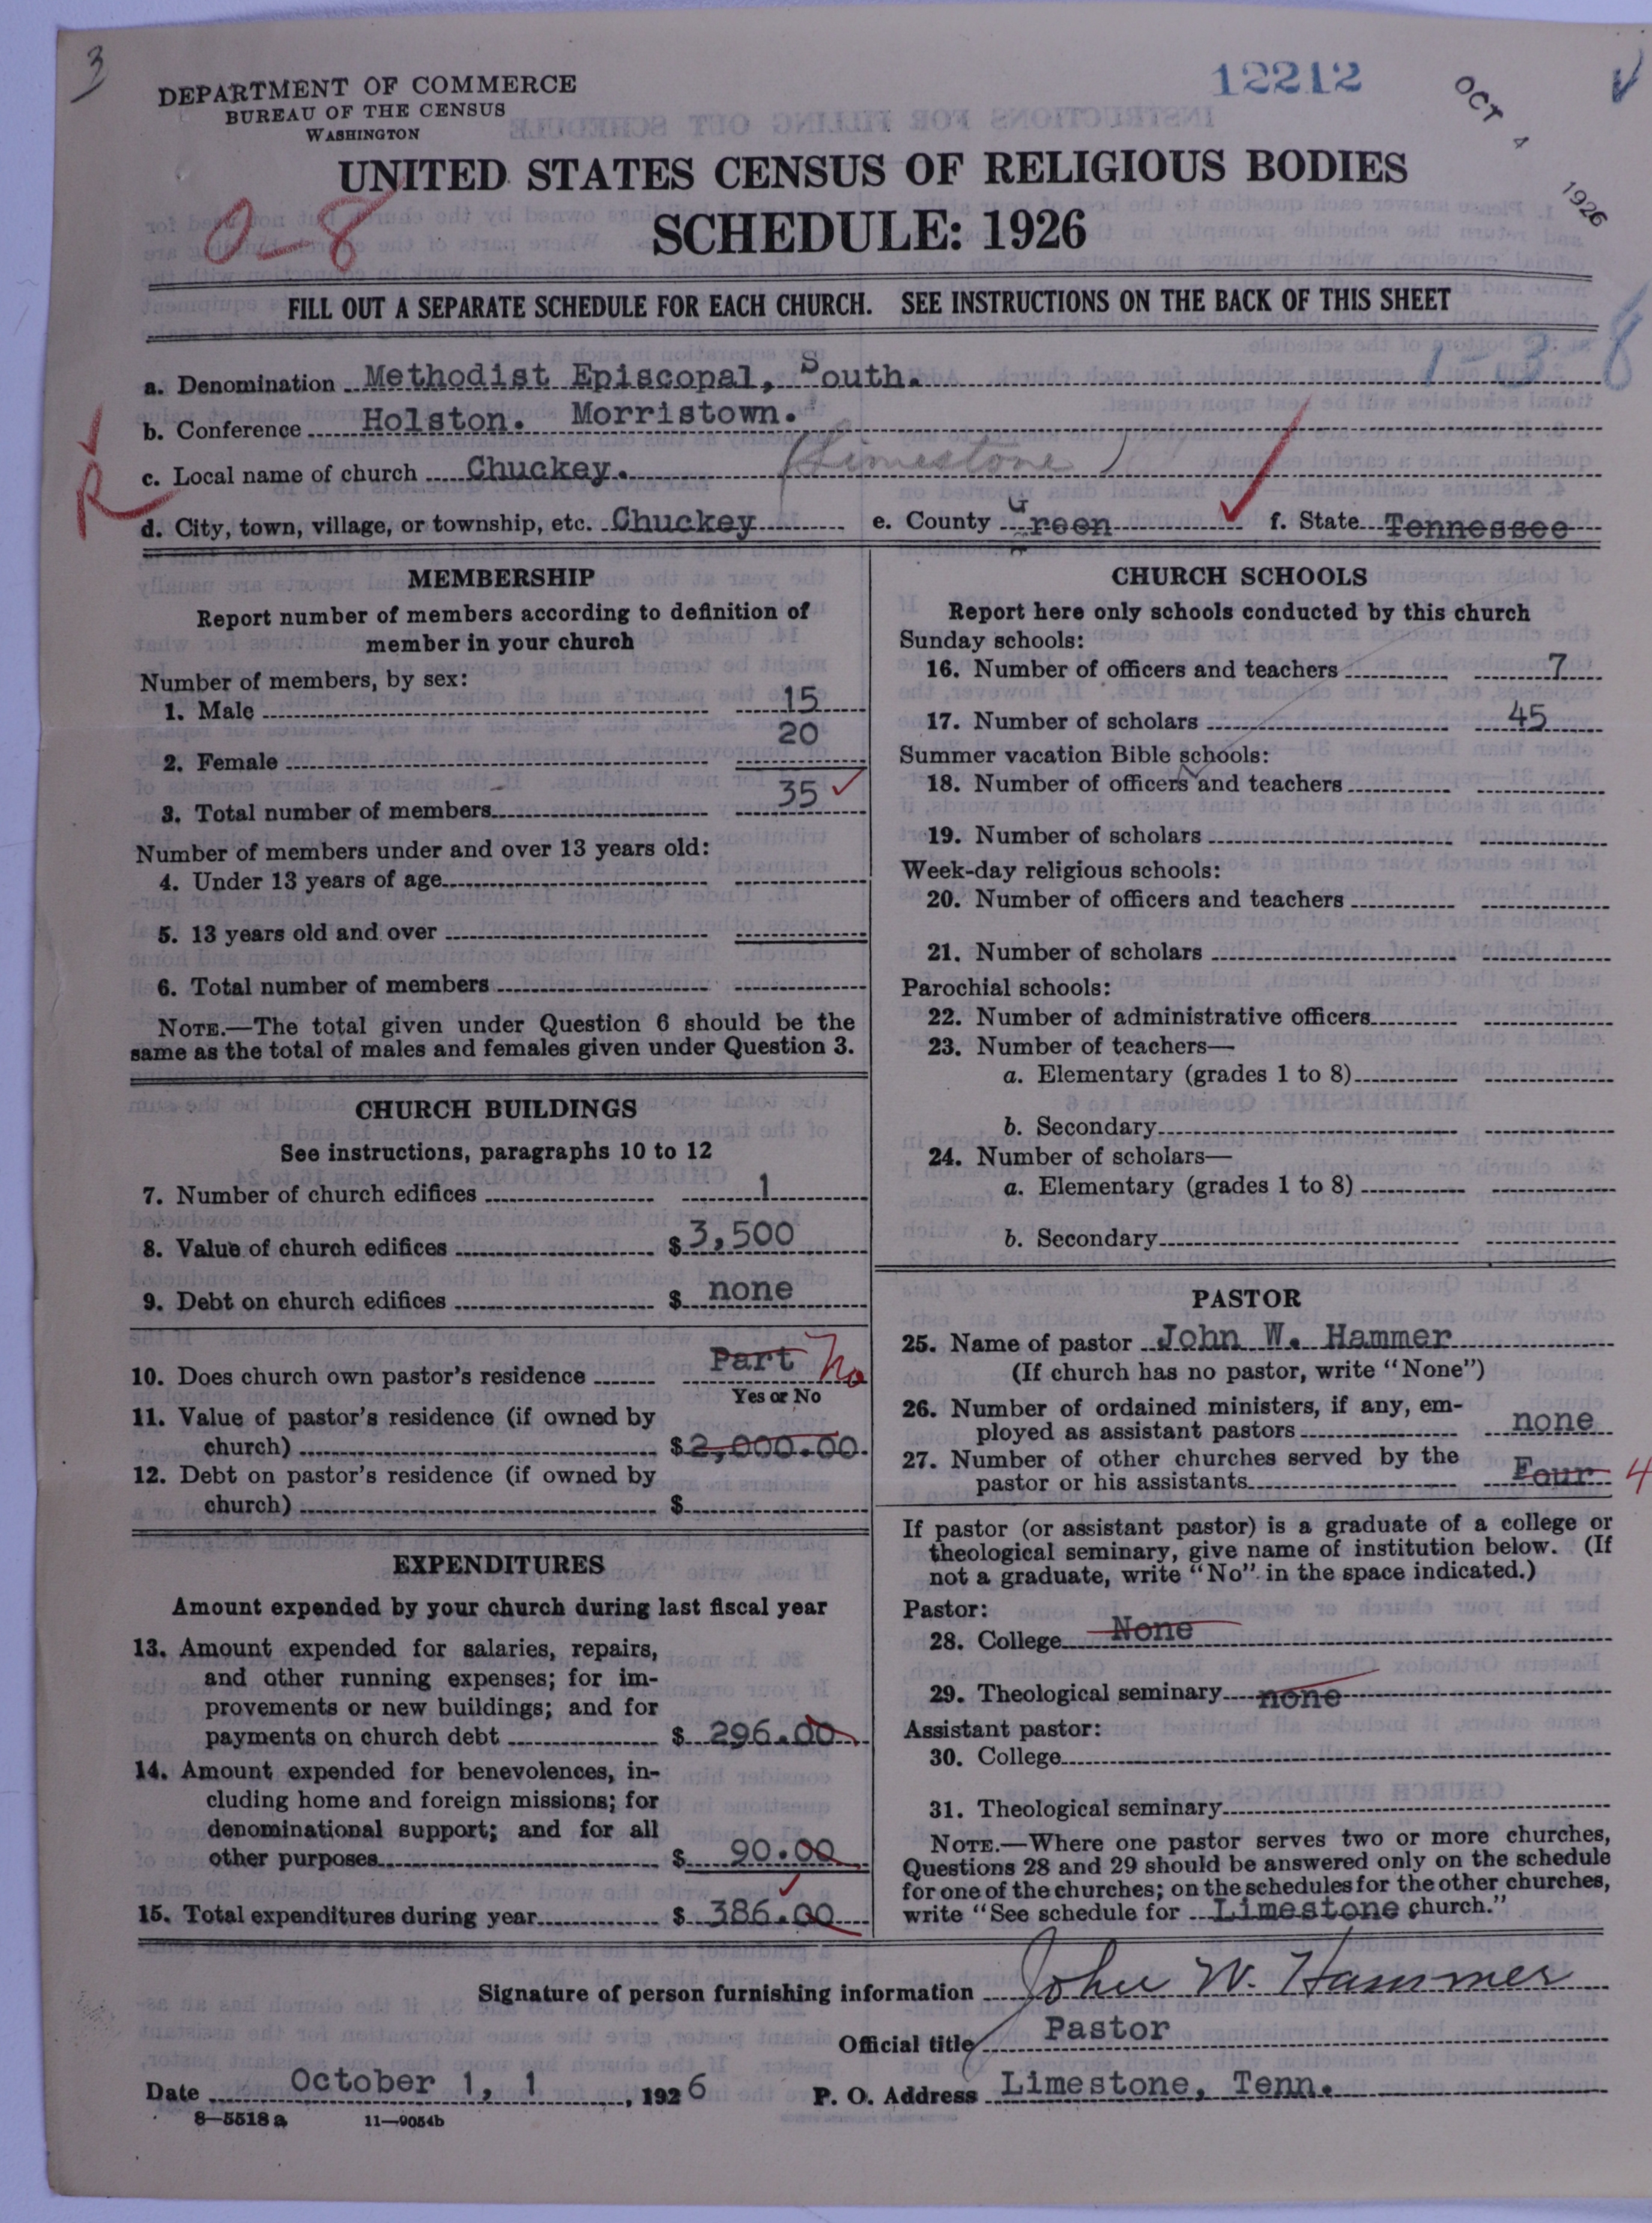 3
12212
OCT 4 1926
DEPARTMENT OF COMMERCE
BUREAU OF THE CENSUS
WASHINGTON
UNITED STATES CENSUS OF RELIGIOUS BODIES
0-8
SCHEDULE: 1926
FILL OUT A SEPARATE SCHEDULE FOR EACH CHURCH. SEE INSTRUCTIONS ON THE BACK OF THIS SHEET
1-38
a. Denomination Methodist Episcopal, South.
b. Conference Holston. Morristown.
R
c. Local name of church Chuckey. (Limestone)
d. City, town, village, or township, etc. Chuckey e. County Green f. State Tennessee
MEMBERSHIP
Report number of members according to definition of
member in your church
Number of members, by sex:
1. Male 15
2. Female 20
3. Total number of members 35
Number of members under and over 13 years old:
4. Under 13 years of age
5. 13 years old and over
6. Total number of members
NOTE.—The total given under Question 6 should be the
same as the total of males and females given under Question 3.
CHURCH BUILDINGS
See instructions, paragraphs 10 to 12
7. Number of church edifices 1
8. Value of church edifices $3,500
9. Debt on church edifices $ none
10. Does church own pastor's residence Part No
Yes or No
11. Value of pastor's residence (if owned by
church) $2,000.00.
12. Debt on pastor's residence (if owned by
church) $
EXPENDITURES
Amount expended by your church during last fiscal year
13. Amount expended for salaries, repairs,
and other running expenses; for im-
provements or new buildings; and for
payments on church debt $ 296.00
14. Amount expended for benevolences, in-
cluding home and foreign missions; for
denominational support; and for all
other purposes $ 90.00
15. Total expenditures during year $ 386.00
CHURCH SCHOOLS
Report here only schools conducted by this church
Sunday schools:
16. Number of officers and teachers 7
17. Number of scholars 45
Summer vacation Bible schools:
18. Number of officers and teachers
19. Number of scholars
Week-day religious schools:
20. Number of officers and teachers
21. Number of scholars
Parochial schools:
22. Number of administrative officers
23. Number of teachers—
a. Elementary (grades 1 to 8)
b. Secondary
24. Number of scholars—
a. Elementary (grades 1 to 8)
b. Secondary
PASTOR
25. Name of pastor John W. Hammer
(If church has no pastor, write "None")
26. Number of ordained ministers, if any, em-
ployed as assistant pastors none
27. Number of other churches served by the
pastor or his assistants Four 4
If pastor (or assistant pastor) is a graduate of a college or
theological seminary, give name of institution below. (If
not a graduate, write "No" in the space indicated.)
Pastor:
28. College None
29. Theological seminary none
Assistant pastor:
30. College
31. Theological seminary
NOTE.—Where one pastor serves two or more churches,
Questions 28 and 29 should be answered only on the schedule
for one of the churches; on the schedules for the other churches,
write "See schedule for Limestone church."
Signature of person furnishing information John W. Hammer
Official title Pastor
Date October 1, 1, 1926 P. O. Address Limestone, Tenn.
8—5518 a 11—9054b